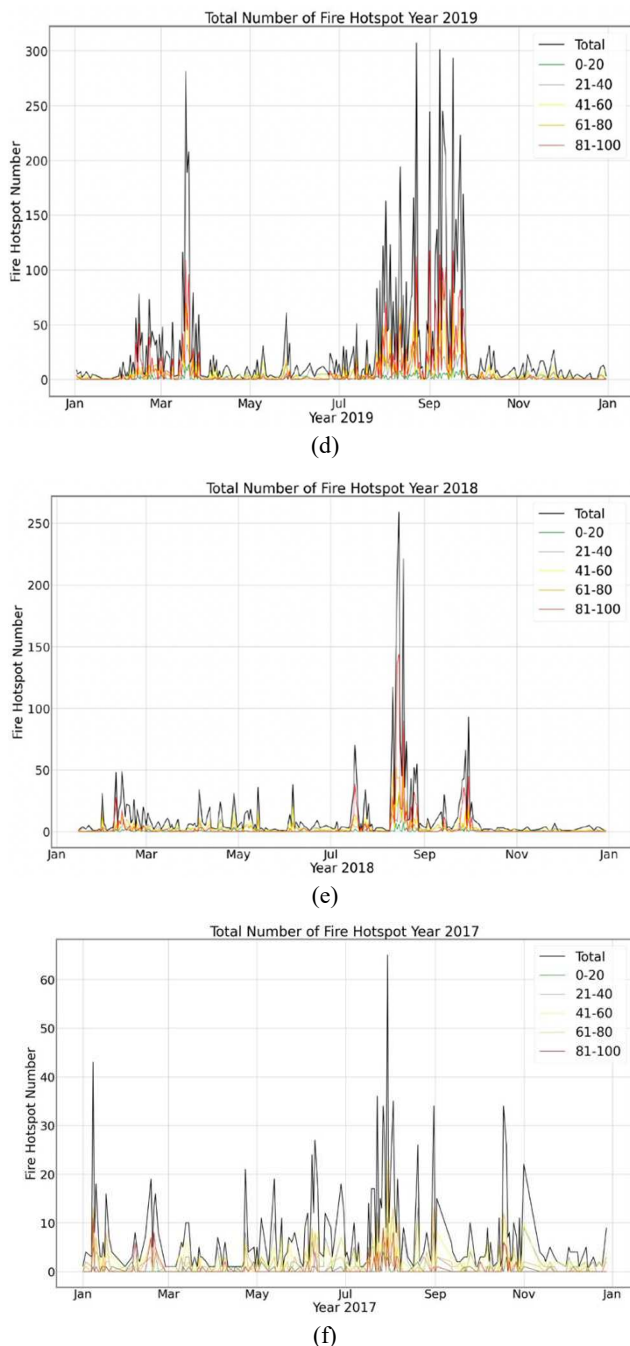 Total Number of Fire Hotspot Year 2019
Fire Hotspot Number
300
250
200
150
100
50
0
Total
0-20
21-40
41-60
61-80
81-100
Jan Mar May Jul Sep Nov Jan
Year 2019
(d)
Total Number of Fire Hotspot Year 2018
Fire Hotspot Number
250
200
150
100
50
0
Total
0-20
21-40
41-60
61-80
81-100
Jan Mar May Jul Sep Nov Jan
Year 2018
(e)
Total Number of Fire Hotspot Year 2017
Fire Hotspot Number
60
50
40
30
20
10
0
Total
0-20
21-40
41-60
61-80
81-100
Jan Mar May Jul Sep Nov Jan
Year 2017
(f)